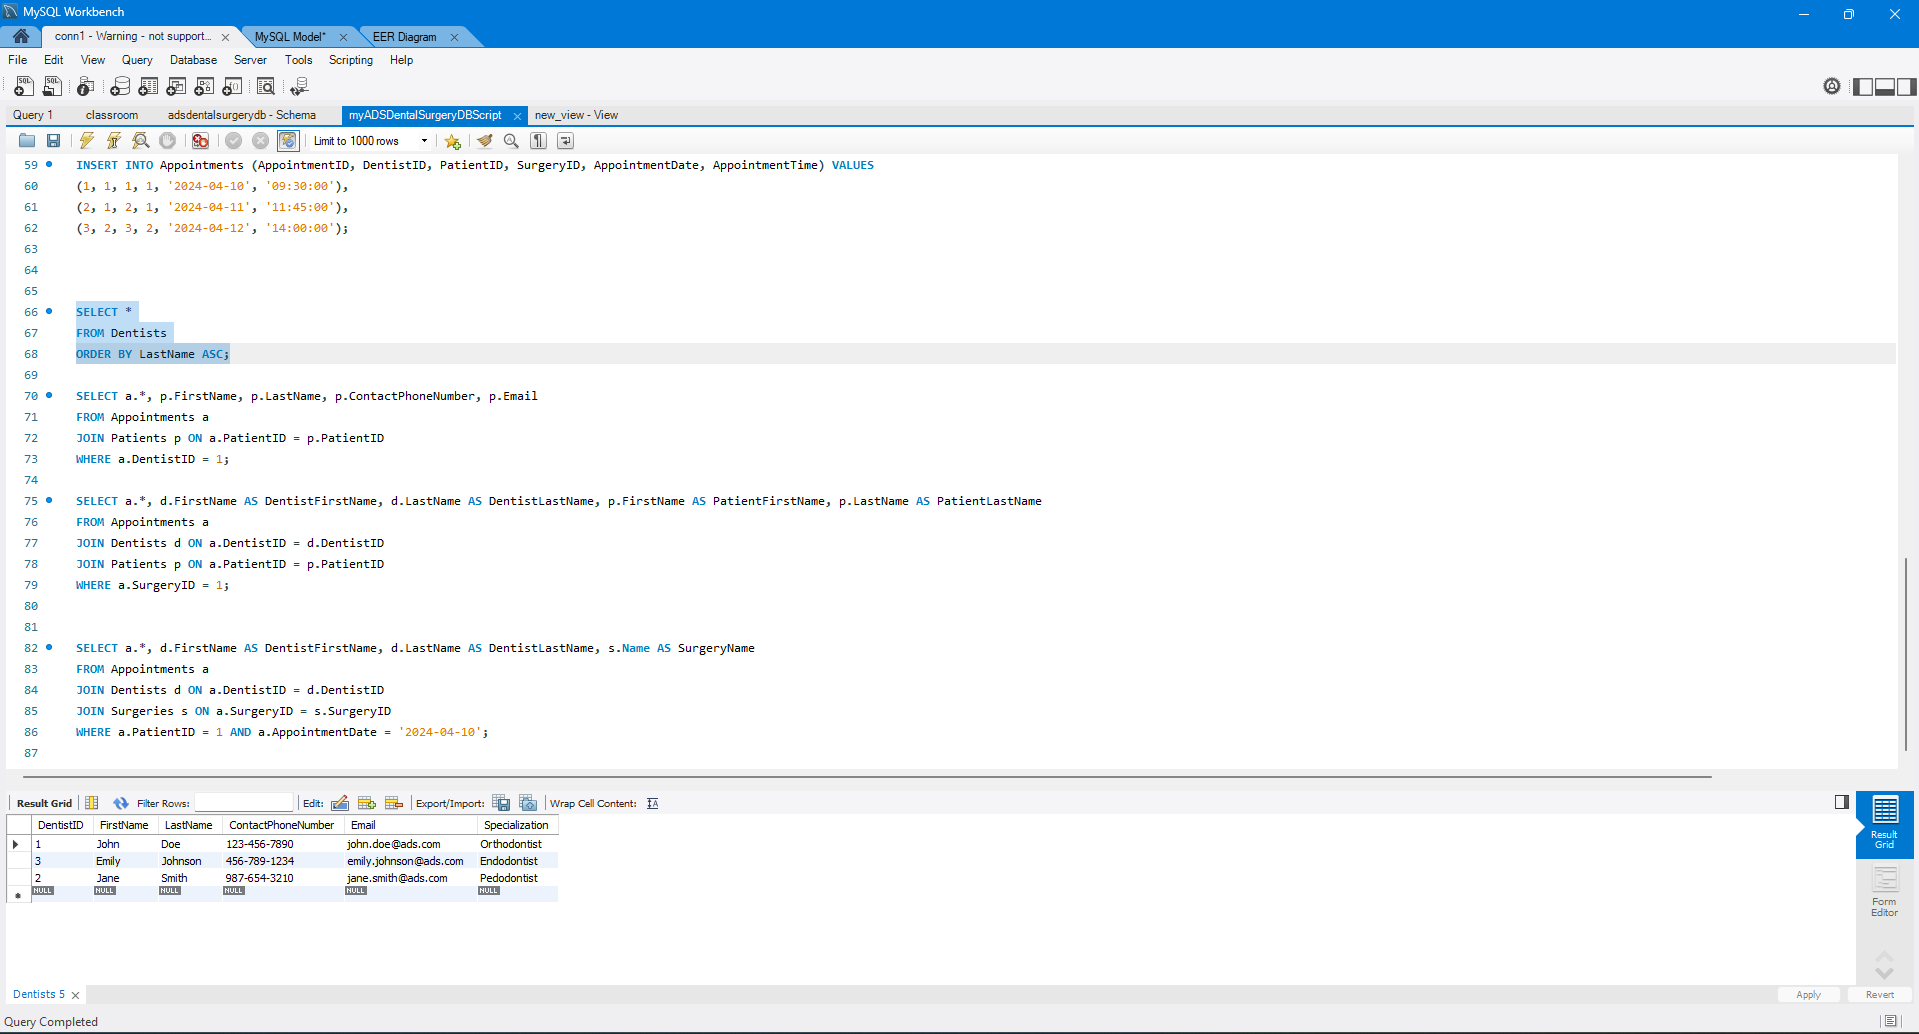 MySQL Workbench
conn1 - Warning - not support...
MySQL Model*
EER Diagram
File Edit View Query Database Server Tools Scripting Help
Query 1 classroom adsdentalsurgerydb - Schema myADSDentalSurgeryDBScript new_view - View
Limit to 1000 rows
59 INSERT INTO Appointments (AppointmentID, DentistID, PatientID, SurgeryID, AppointmentDate, AppointmentTime) VALUES
60 (1, 1, 1, 1, '2024-04-10', '09:30:00'),
61 (2, 1, 2, 1, '2024-04-11', '11:45:00'),
62 (3, 2, 3, 2, '2024-04-12', '14:00:00');
63
64
65
66 SELECT *
67 FROM Dentists
68 ORDER BY LastName ASC;
69
70 SELECT a.*, p.FirstName, p.LastName, p.ContactPhoneNumber, p.Email
71 FROM Appointments a
72 JOIN Patients p ON a.PatientID = p.PatientID
73 WHERE a.DentistID = 1;
74
75 SELECT a.*, d.FirstName AS DentistFirstName, d.LastName AS DentistLastName, p.FirstName AS PatientFirstName, p.LastName AS PatientLastName
76 FROM Appointments a
77 JOIN Dentists d ON a.DentistID = d.DentistID
78 JOIN Patients p ON a.PatientID = p.PatientID
79 WHERE a.SurgeryID = 1;
80
81
82 SELECT a.*, d.FirstName AS DentistFirstName, d.LastName AS DentistLastName, s.Name AS SurgeryName
83 FROM Appointments a
84 JOIN Dentists d ON a.DentistID = d.DentistID
85 JOIN Surgeries s ON a.SurgeryID = s.SurgeryID
86 WHERE a.PatientID = 1 AND a.AppointmentDate = '2024-04-10';
87
Result Grid Filter Rows: Edit: Export/Import: Wrap Cell Content:
DentistID FirstName LastName ContactPhoneNumber Email Specialization
1 John Doe 123-456-7890 john.doe@ads.com Orthodontist
3 Emily Johnson 456-789-1234 emily.johnson@ads.com Endodontist
2 Jane Smith 987-654-3210 jane.smith@ads.com Pedodontist
NULL NULL NULL NULL NULL NULL
Result
Grid
Form
Editor
Dentists 5
Apply Revert
Query Completed